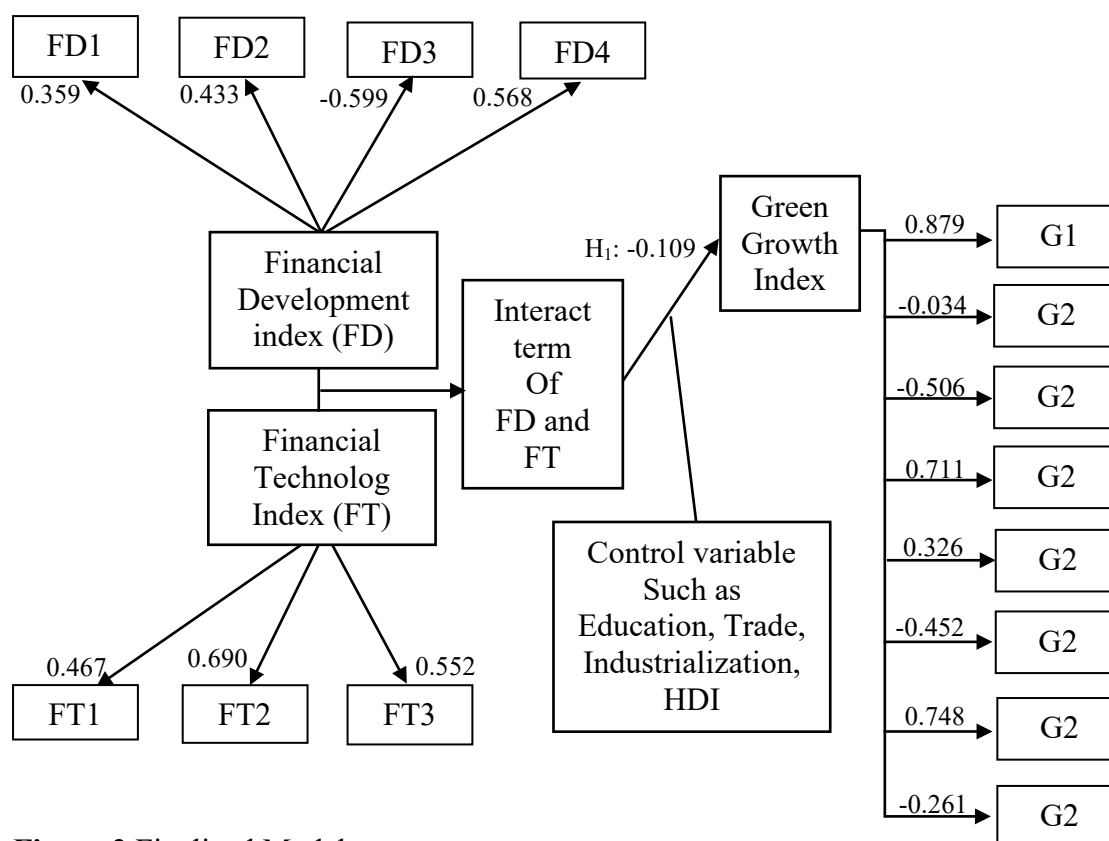 FD1
FD2
FD3
FD4
0.359
0.433
-0.599
0.568
Financial
Development
index (FD)
Financial
Technolog
Index (FT)
0.467
0.690
0.552
FT1
FT2
FT3
Interact
term
Of
FD and
FT
H₁: -0.109
Control variable
Such as
Education, Trade,
Industrialization,
HDI
Green
Growth
Index
0.879
G1
-0.034
G2
-0.506
G2
0.711
G2
0.326
G2
-0.452
G2
0.748
G2
-0.261
G2